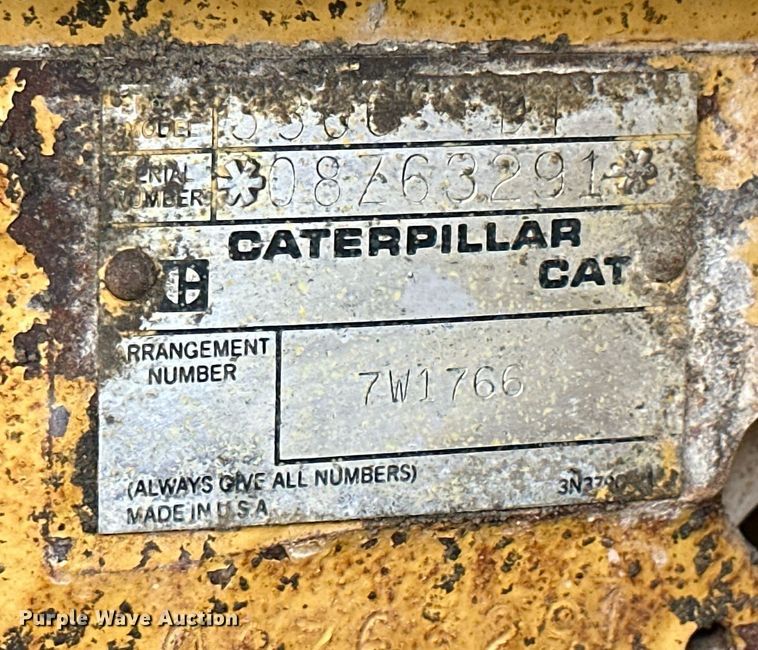 MODEL
SERIAL NUMBER *08Z63291*
CATERPILLAR
CAT
ARRANGEMENT
NUMBER
7W1766
(ALWAYS GIVE ALL NUMBERS)
MADE IN U.S.A
Purple Wave Auction